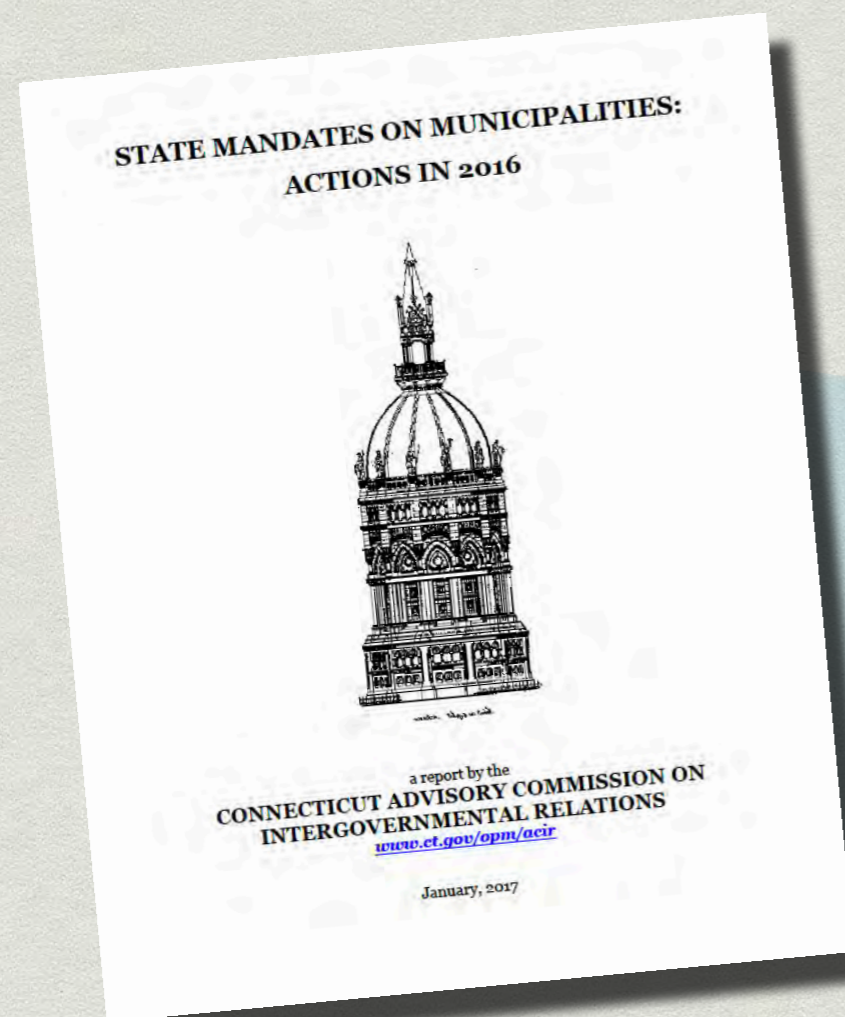 STATE MANDATES ON MUNICIPALITIES:
ACTIONS IN 2016
a report by the
CONNECTICUT ADVISORY COMMISSION ON
INTERGOVERNMENTAL RELATIONS
www.ct.gov/opm/acir
January, 2017